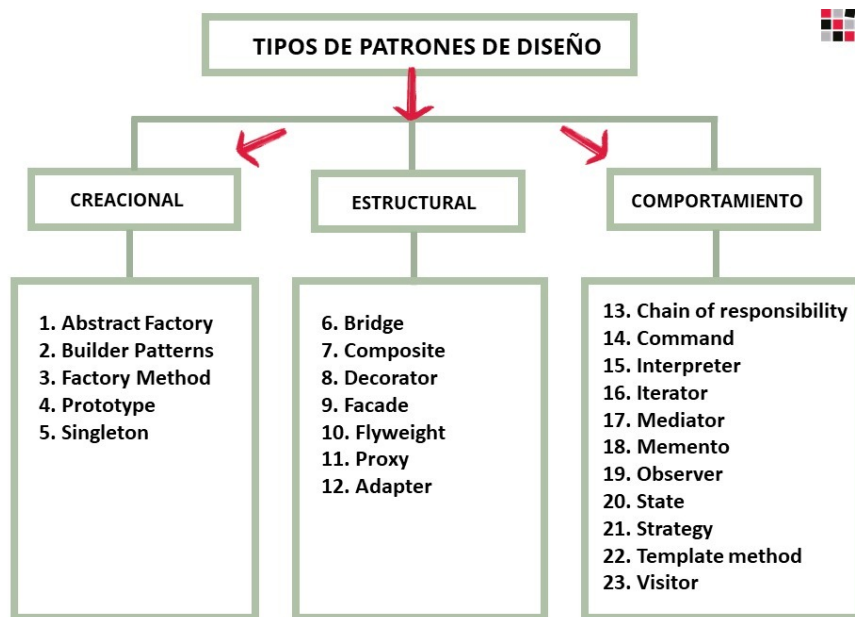 TIPOS DE PATRONES DE DISEÑO
CREACIONAL
1. Abstract Factory
2. Builder Patterns
3. Factory Method
4. Prototype
5. Singleton
ESTRUCTURAL
6. Bridge
7. Composite
8. Decorator
9. Facade
10. Flyweight
11. Proxy
12. Adapter
COMPORTAMIENTO
13. Chain of responsibility
14. Command
15. Interpreter
16. Iterator
17. Mediator
18. Memento
19. Observer
20. State
21. Strategy
22. Template method
23. Visitor